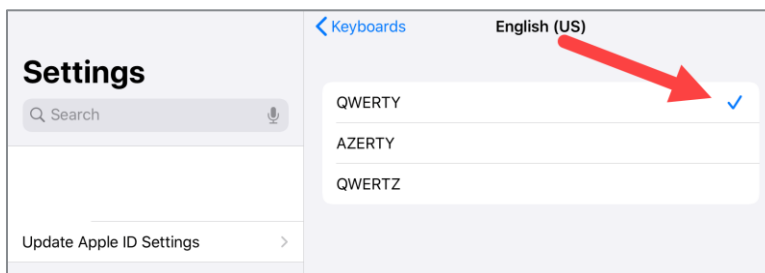 Keyboards
English (US)
Settings
Search
QWERTY
AZERTY
QWERTZ
Update Apple ID Settings